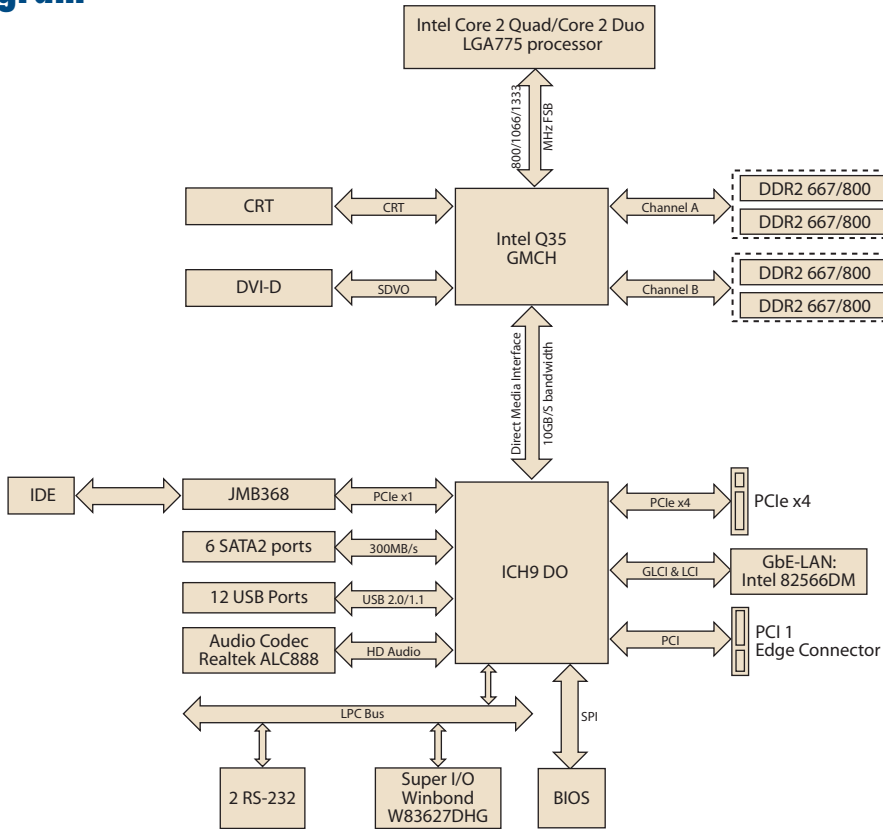 Intel Core 2 Quad/Core 2 Duo
LGA775 processor
800/1066/1333
MHz FSB
CRT
CRT
Intel Q35
GMCH
Channel A
DDR2 667/800
DDR2 667/800
DVI-D
SDVO
Channel B
DDR2 667/800
DDR2 667/800
Direct Media Interface
10GB/S bandwidth
IDE
JMB368
PCIe x1
ICH9 DO
PCIe x4
PCIe x4
6 SATA2 ports
300MB/s
GLCI & LCI
GbE-LAN:
Intel 82566DM
12 USB Ports
USB 2.0/1.1
Audio Codec
Realtek ALC888
HD Audio
PCI
PCI 1
Edge Connector
LPC Bus
SPI
2 RS-232
Super I/O
Winbond
W83627DHG
BIOS